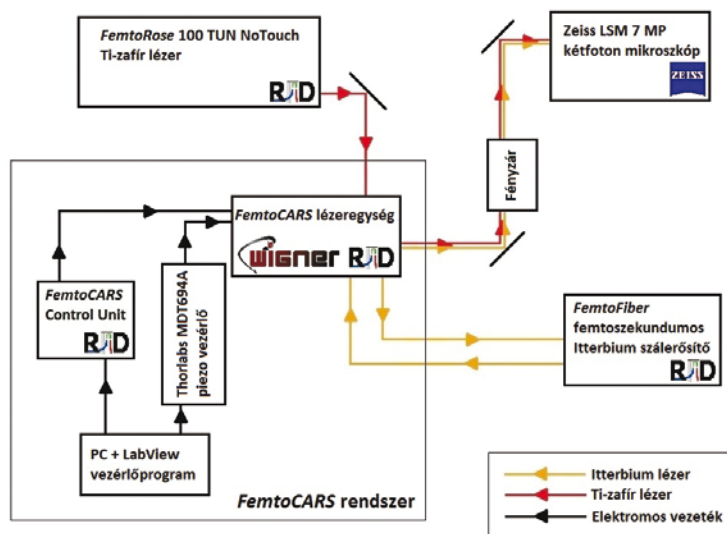 FemtoRose 100 TUN NoTouch
Ti-zafír lézer
R&D
Zeiss LSM 7 MP
kétfoton mikroszkóp
ZEISS
Fényzár
FemtoCARS lézeregység
wigner R&D
FemtoCARS
Control Unit
R&D
Thorlabs MDT694A
piezo vezérlő
FemtoFiber
femtoszekundumos
Itterbium szálerősítő
R&D
PC + LabView
vezérlőprogram
FemtoCARS rendszer
Itterbium lézer
Ti-zafír lézer
Elektromos vezeték